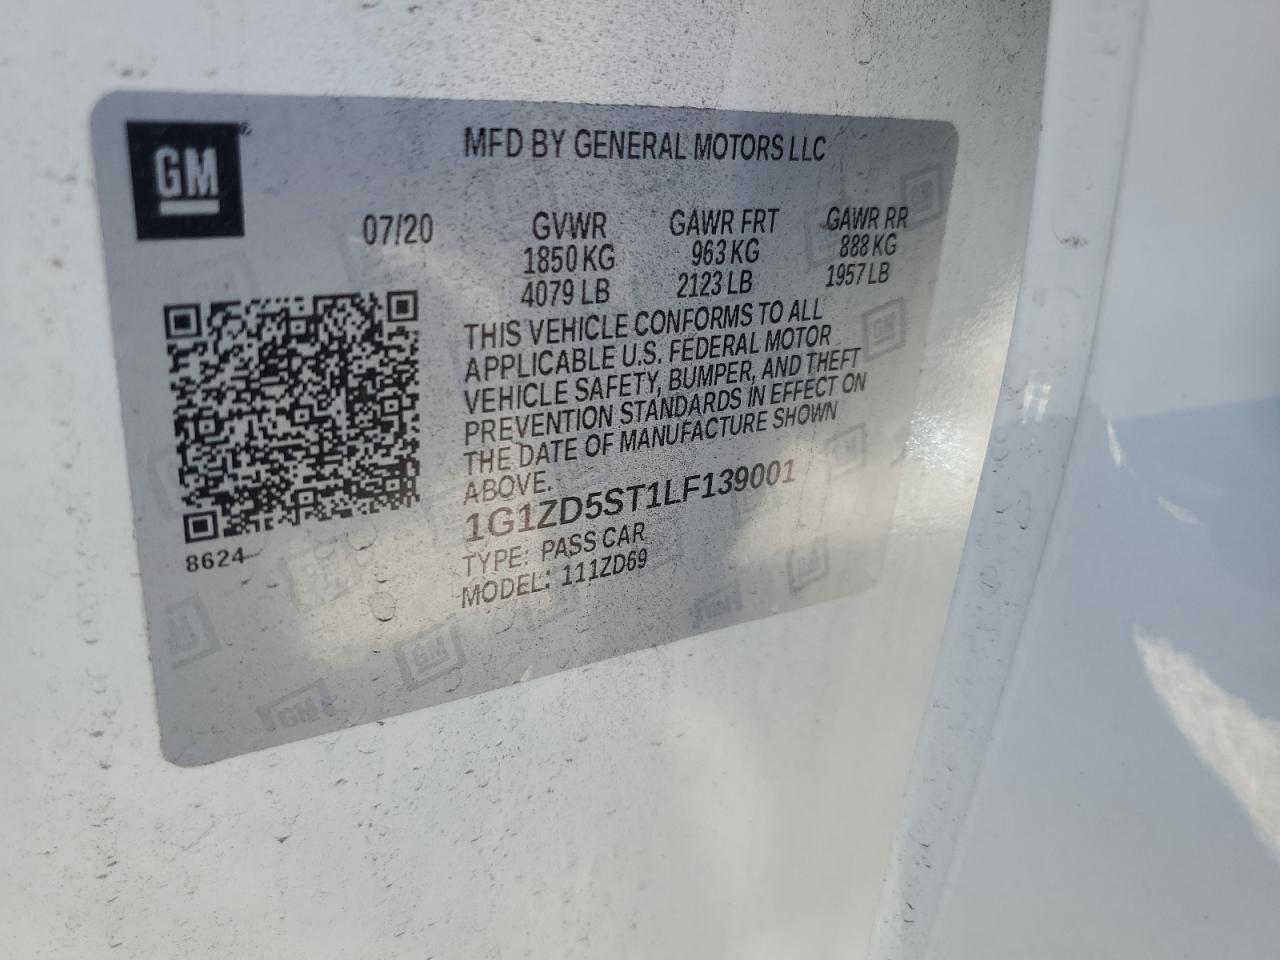 GM
MFD BY GENERAL MOTORS LLC
07/20 GVWR GAWR FRT GAWR RR
1850 KG 963 KG 888 KG
4079 LB 2123 LB 1957 LB
THIS VEHICLE CONFORMS TO ALL
APPLICABLE U.S. FEDERAL MOTOR
VEHICLE SAFETY, BUMPER, AND THEFT
PREVENTION STANDARDS IN EFFECT ON
THE DATE OF MANUFACTURE SHOWN
ABOVE.
1G1ZD5ST1LF139001
TYPE: PASS CAR
MODEL: 111ZD69
8624